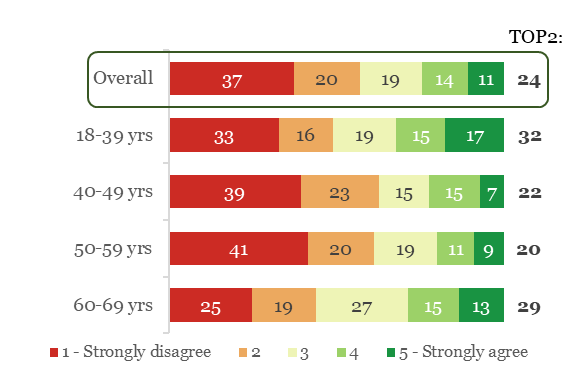 TOP2:
Overall 37 20 19 14 11 24
18-39 yrs 33 16 19 15 17 32
40-49 yrs 39 23 15 15 7 22
50-59 yrs 41 20 19 11 9 20
60-69 yrs 25 19 27 15 13 29
1 - Strongly disagree 2 3 4 5 - Strongly agree